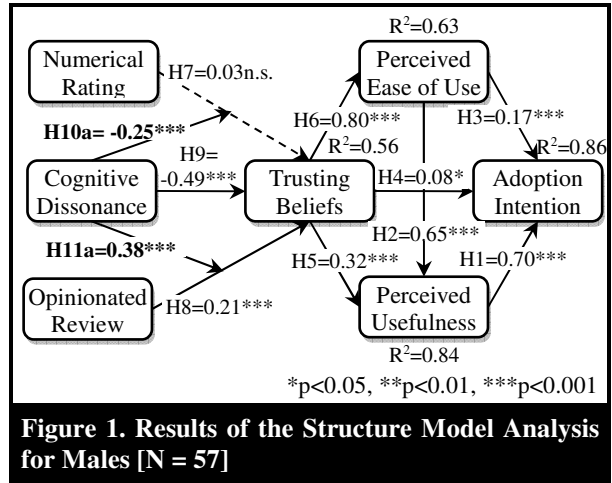 R²=0.63
Numerical
Rating
H7=0.03n.s.
Perceived
Ease of Use
H10a= -0.25***
H6=0.80***
H3=0.17***
R²=0.56
R²=0.86
H9=
-0.49***
Cognitive
Dissonance
Trusting
Beliefs
H4=0.08*
Adoption
Intention
H11a=0.38***
H2=0.65***
H5=0.32***
H1=0.70***
Opinionated
Review
H8=0.21***
Perceived
Usefulness
R²=0.84
*p<0.05, **p<0.01, ***p<0.001
Figure 1. Results of the Structure Model Analysis
for Males [N = 57]